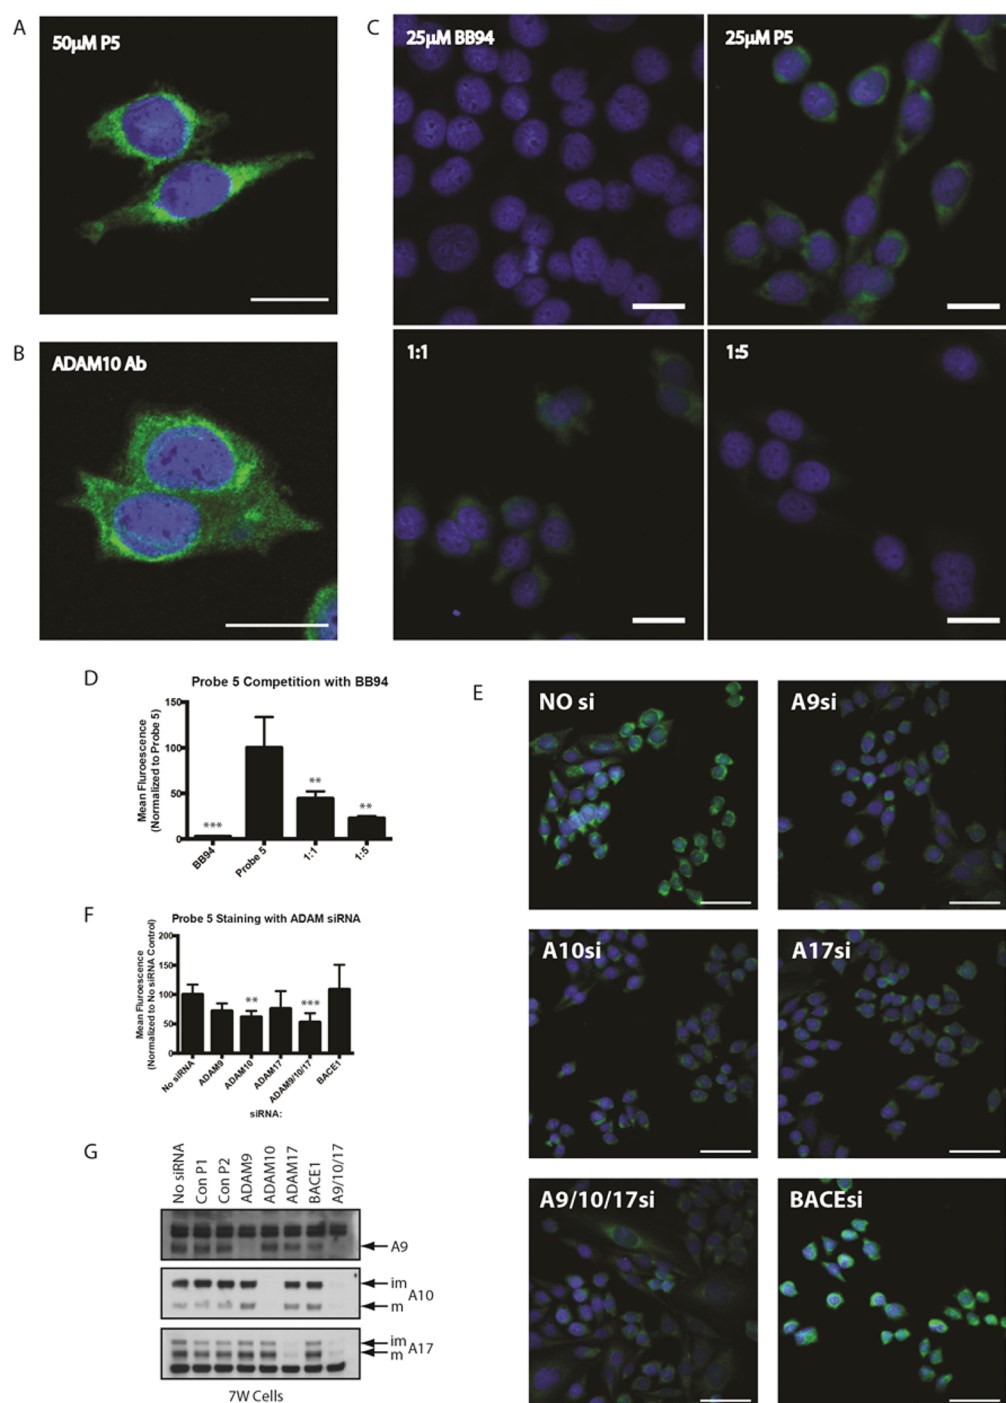 A
50µM P5
B
ADAM10 Ab
C
25µM BB94
25µM P5
1:1
1:5
D
Probe 5 Competition with BB94
Mean Fluroescence
(Normalized to Probe 5)
150
100
50
0
***
**
**
BB94
Probe 5
1:1
1:5
E
NO si
A9si
A10si
A17si
A9/10/17si
BACEsi
F
Probe 5 Staining with ADAM siRNA
Mean Fluroescence
(Normalized to No siRNA Control)
200
150
100
50
0
**
***
No siRNA
ADAM9
ADAM10
ADAM17
ADAM9/10/17
BACE1
siRNA:
G
No siRNA
Con P1
Con P2
ADAM9
ADAM10
ADAM17
BACE1
A9/10/17
A9
im
A10
m
im
A17
m
7W Cells